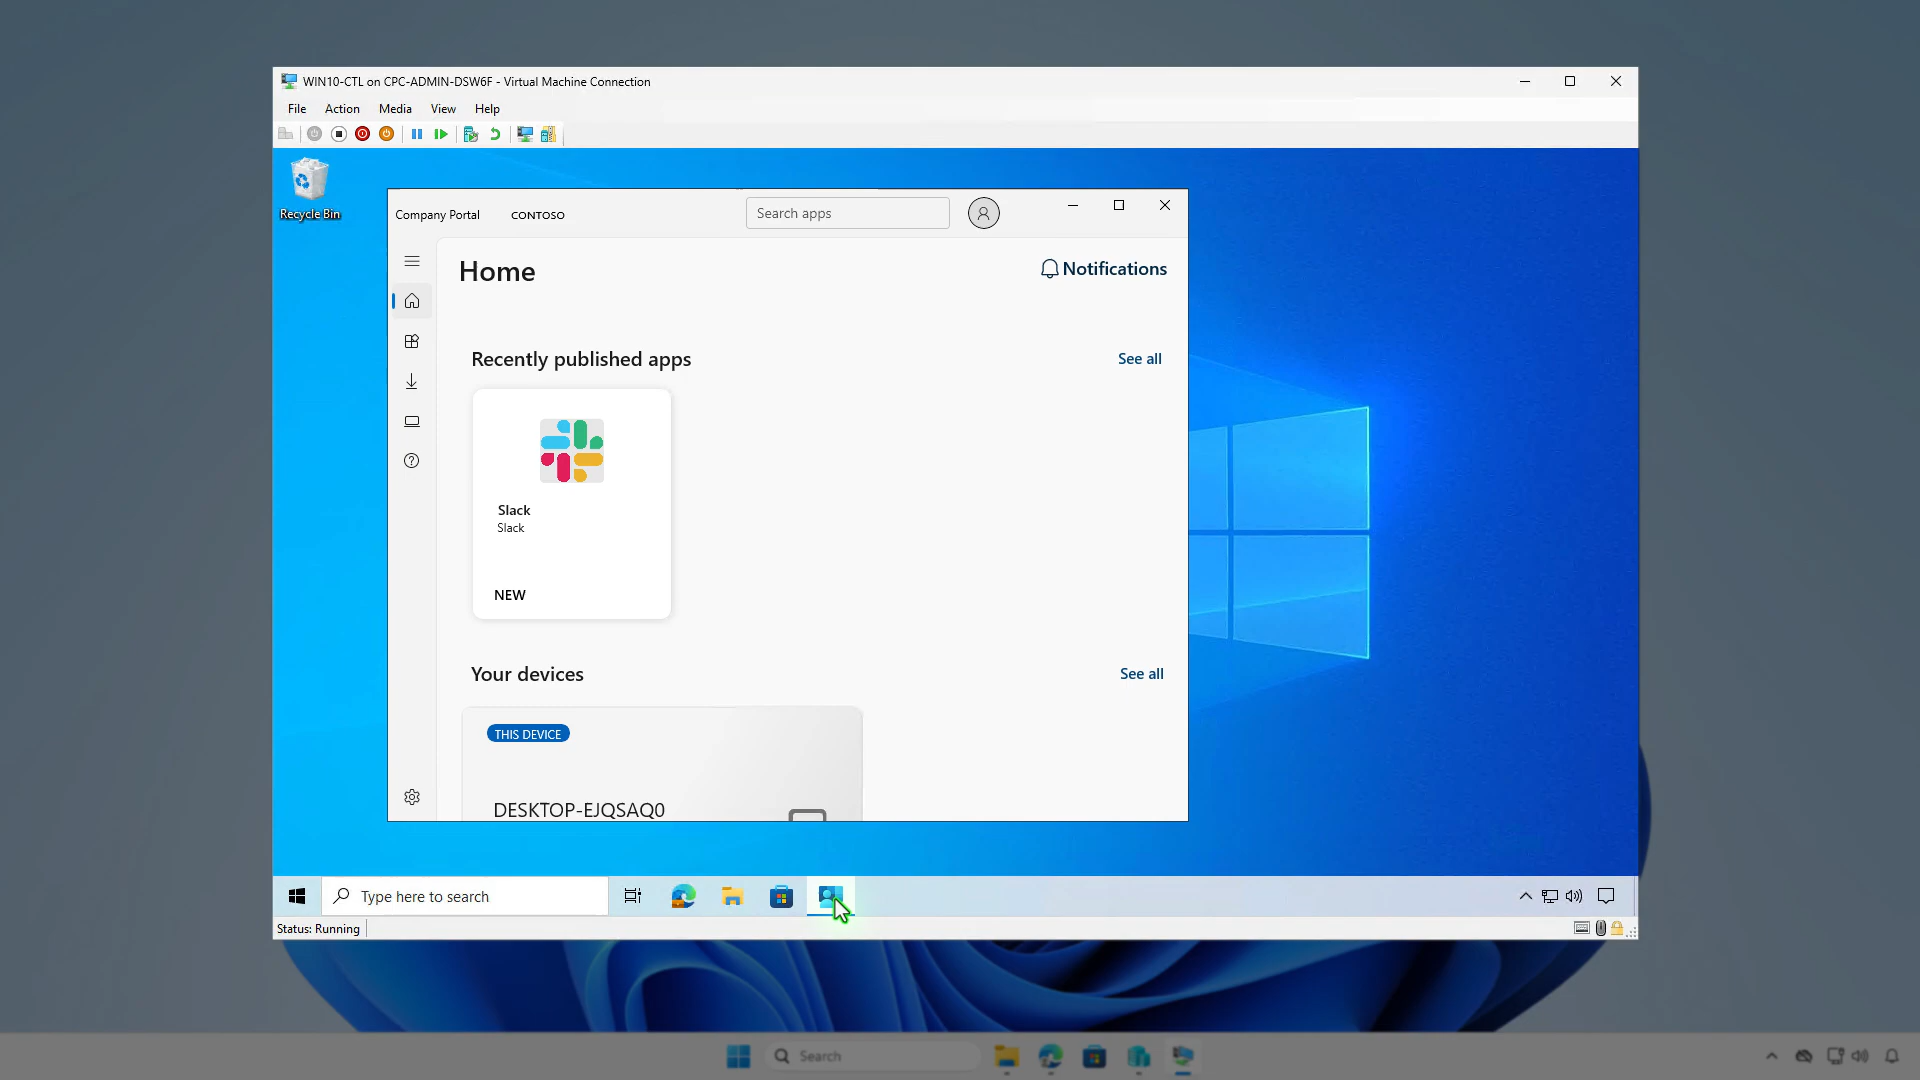 WIN10-CTL on CPC-ADMIN-DSW6F - Virtual Machine Connection
File Action Media View Help
Recycle Bin
Company Portal CONTOSO Search apps
Home Notifications
Recently published apps See all
Slack
Slack
NEW
Your devices See all
THIS DEVICE
DESKTOP-EJQSAQ0
Type here to search
Status: Running
Search